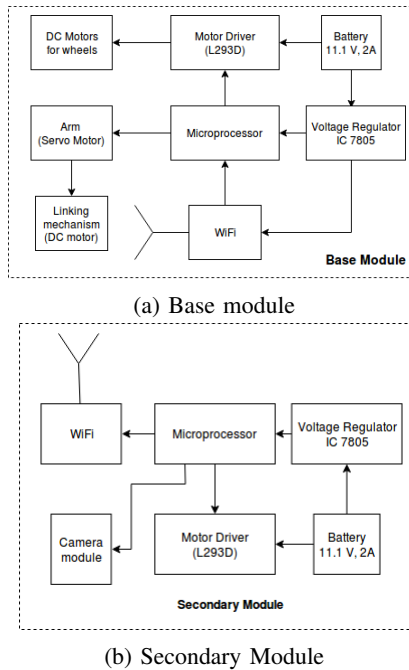 DC Motors
for wheels
Motor Driver
(L293D)
Battery
11.1 V, 2A
Arm
(Servo Motor)
Microprocessor
Voltage Regulator
IC 7805
Linking
mechanism
(DC motor)
WiFi
Base Module
(a) Base module
WiFi
Microprocessor
Voltage Regulator
IC 7805
Camera
module
Motor Driver
(L293D)
Battery
11.1 V, 2A
Secondary Module
(b) Secondary Module